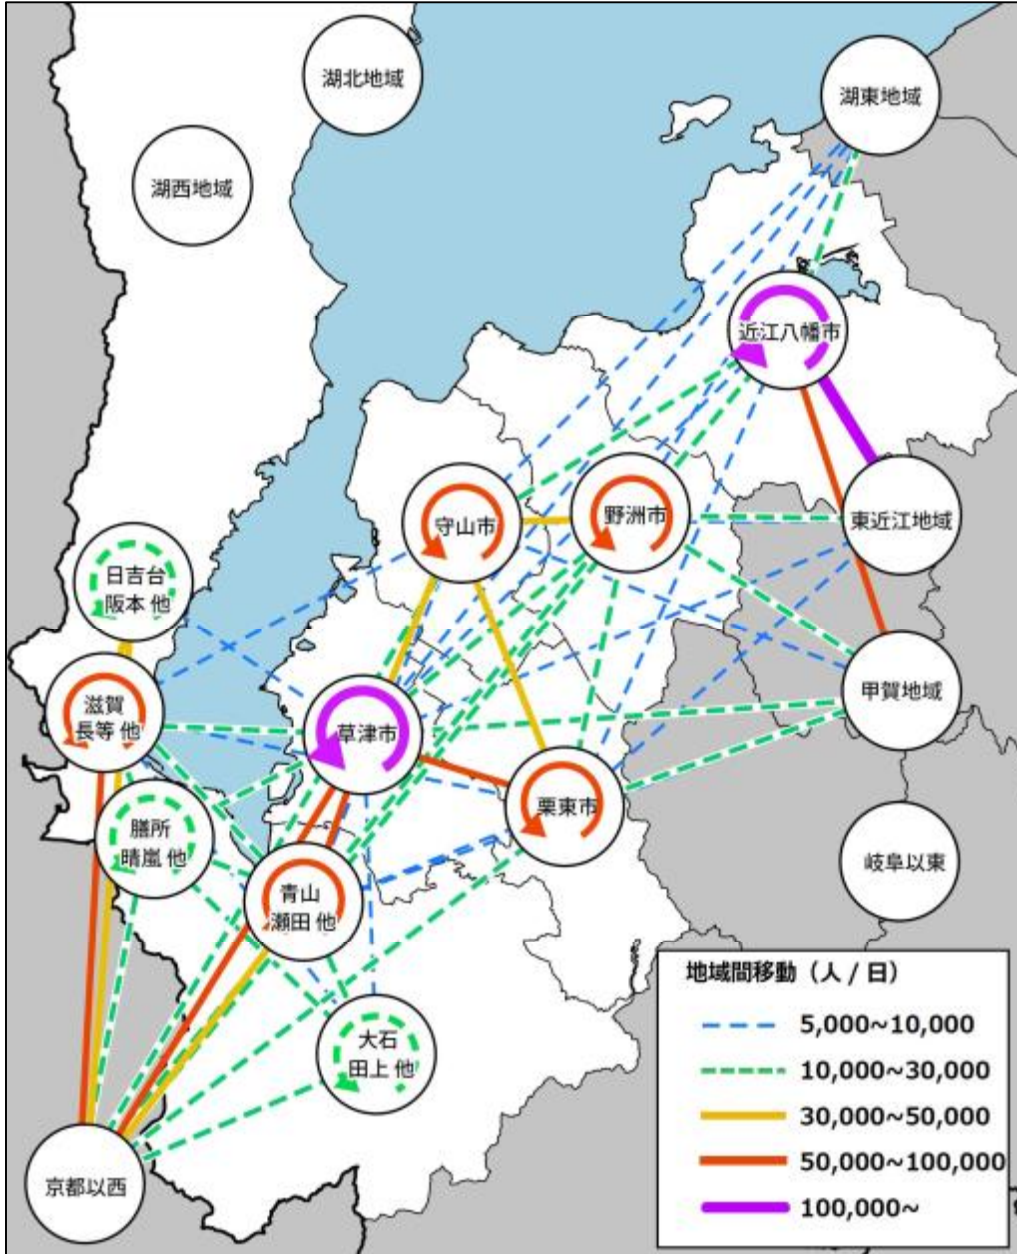 湖北地域
湖東地域
湖西地域
近江八幡市
守山市
野洲市
東近江地域
日吉台
阪本 他
滋賀
長等 他
草津市
甲賀地域
栗東市
膳所
晴嵐 他
青山
瀬田 他
岐阜以東
大石
田上 他
京都以西
地域間移動（人 / 日）
5,000~10,000
10,000~30,000
30,000~50,000
50,000~100,000
100,000~